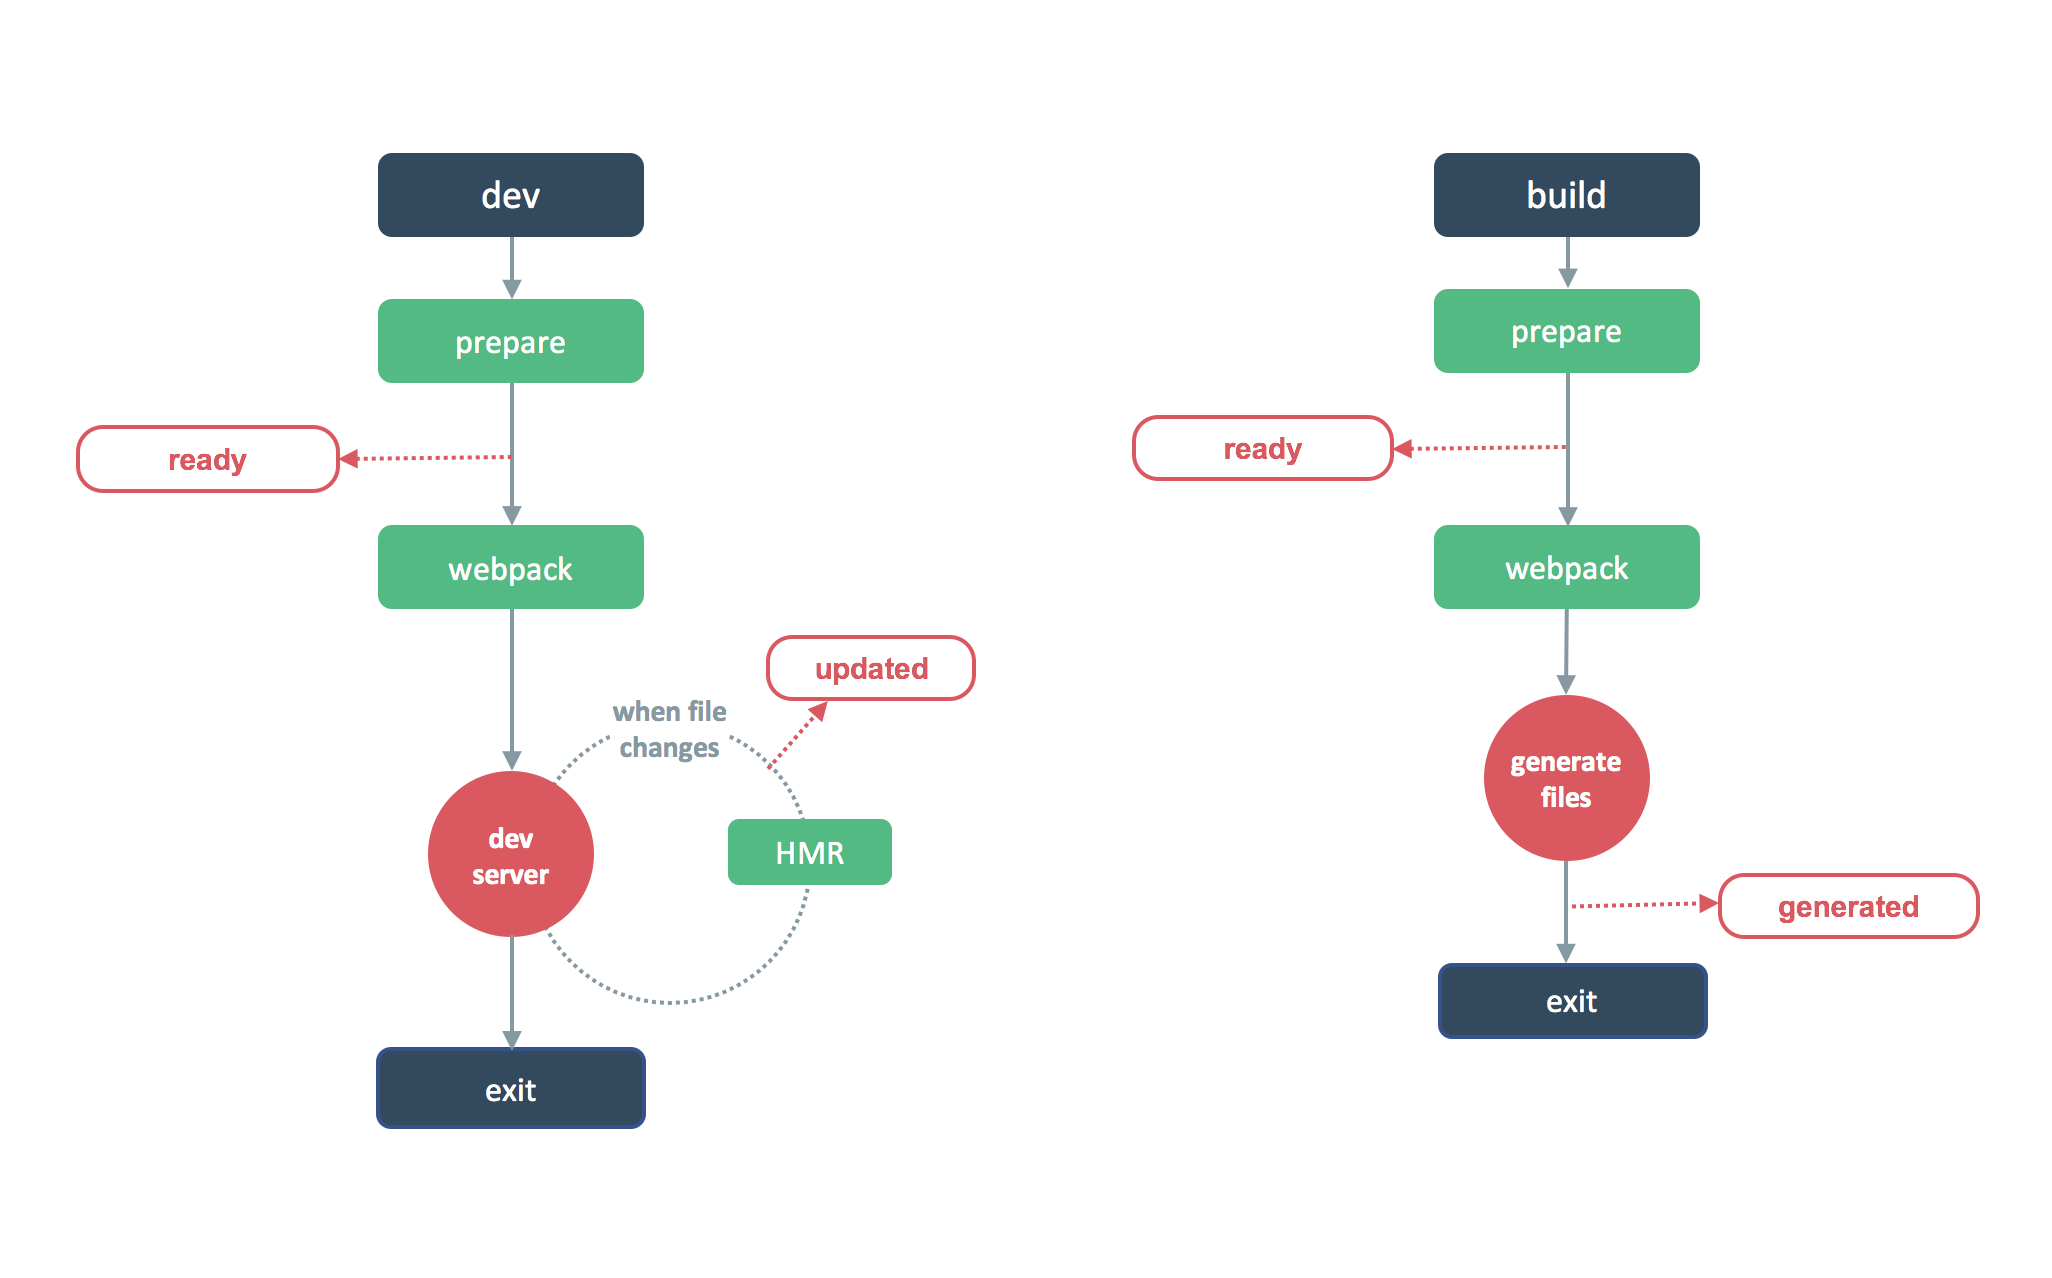 dev
prepare
ready
webpack
updated
when file
changes
dev
server
HMR
exit
build
prepare
ready
webpack
generate
files
generated
exit